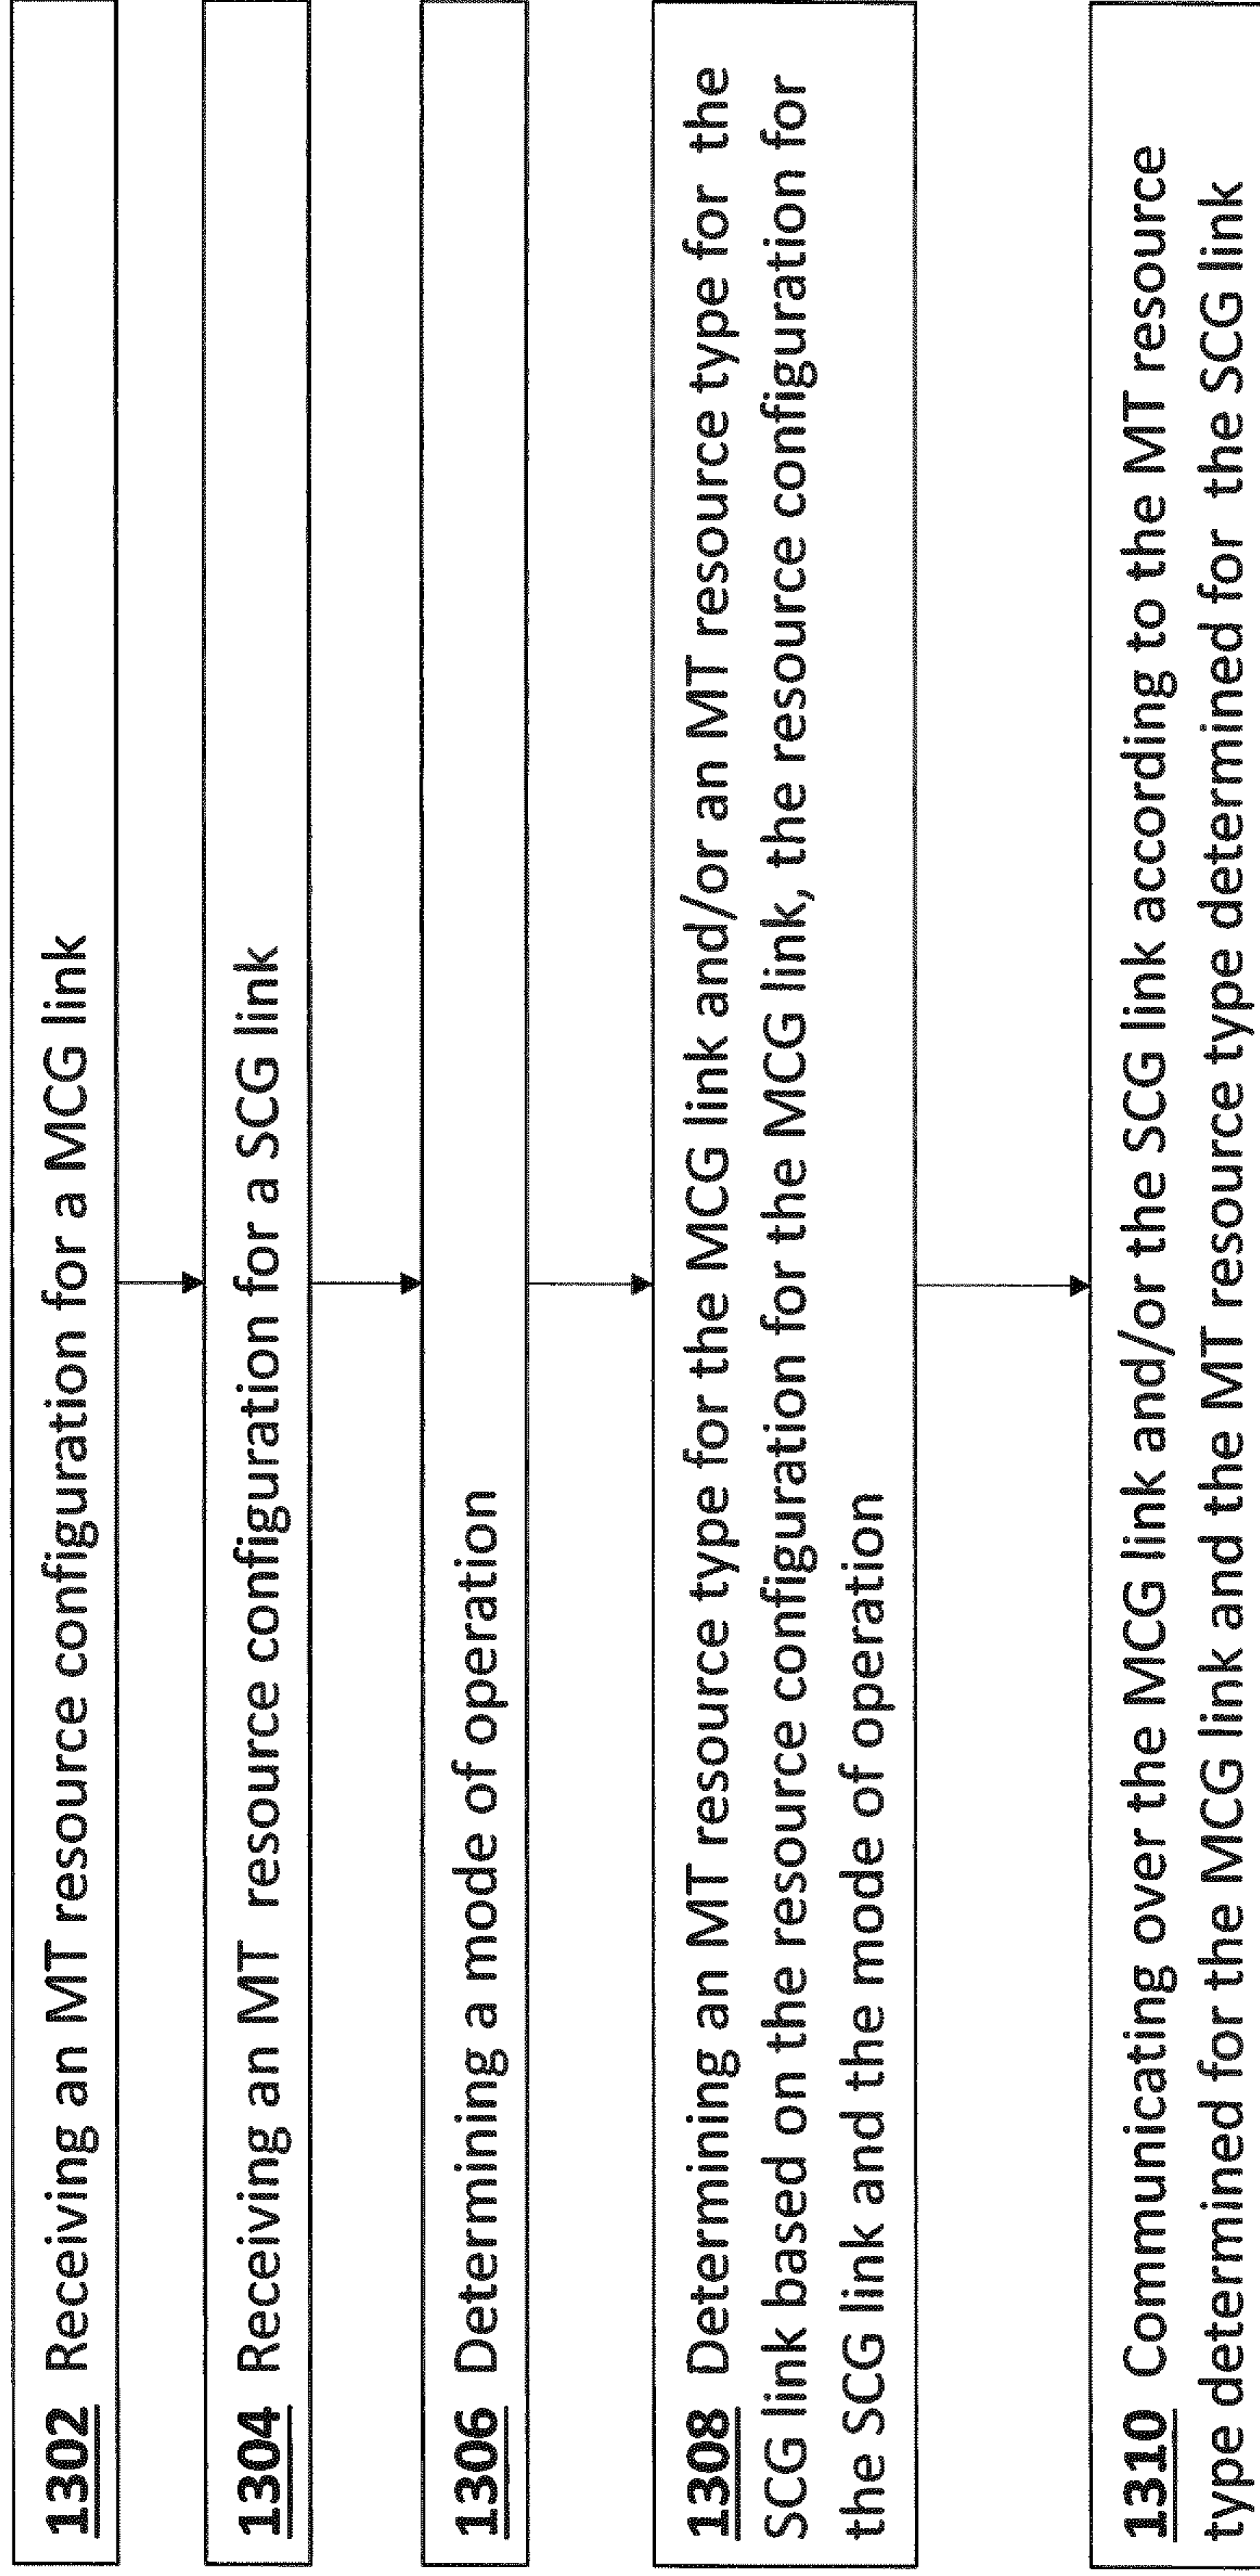 1302 Receiving an MT resource configuration for a MCG link
1304 Receiving an MT resource configuration for a SCG link
1306 Determining a mode of operation
1308 Determining an MT resource type for the MCG link and/or an MT resource type for the
SCG link based on the resource configuration for the MCG link, the resource configuration for
the SCG link and the mode of operation
1310 Communicating over the MCG link and/or the SCG link according to the MT resource
type determined for the MCG link and the MT resource type determined for the SCG link